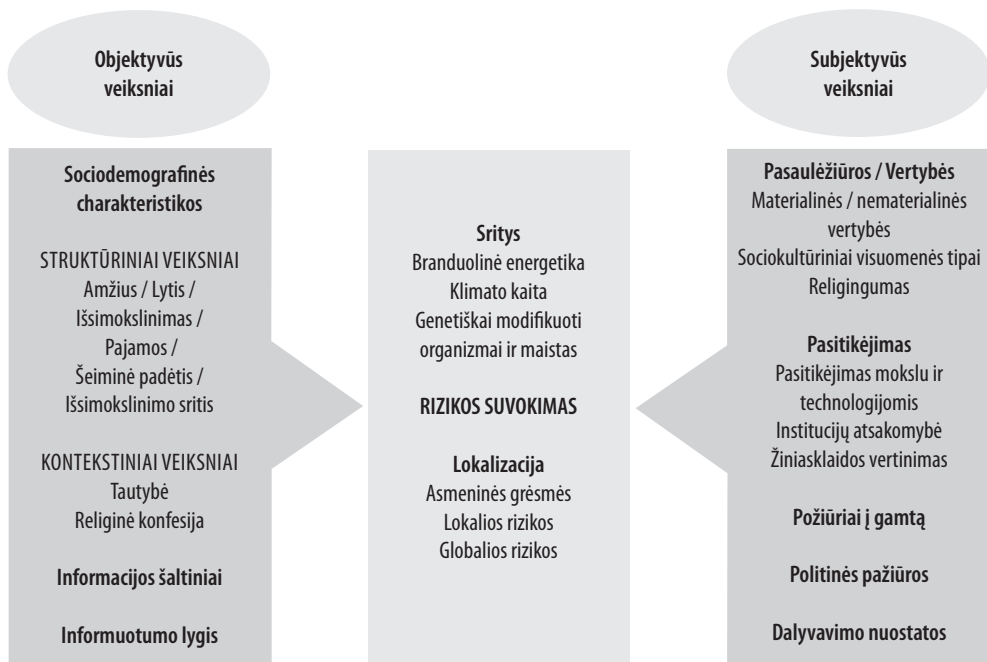 Objektyvūs
veiksniai
Sociodemografinės
charakteristikos
STRUKTŪRINIAI VEIKSNIAI
Amžius / Lytis /
Išsimokslinimas /
Pajamos /
Šeiminė padėtis /
Išsimokslinimo sritis
KONTEKSTINIAI VEIKSNIAI
Tautybė
Religinė konfesija
Informacijos šaltiniai
Informuotumo lygis
Sritys
Branduolinė energetika
Klimato kaita
Genetiškai modifikuoti
organizmai ir maistas
RIZIKOS SUVOKIMAS
Lokalizacija
Asmeninės grėsmės
Lokalios rizikos
Globalios rizikos
Subjektyvūs
veiksniai
Pasaulėžiūros / Vertybės
Materialinės / nematerialinės
vertybės
Sociokultūriniai visuomenės tipai
Religingumas
Pasitikėjimas
Pasitikėjimas mokslu ir
technologijomis
Institucijų atsakomybė
Žiniasklaidos vertinimas
Požiūriai į gamtą
Politinės pažiūros
Dalyvavimo nuostatos